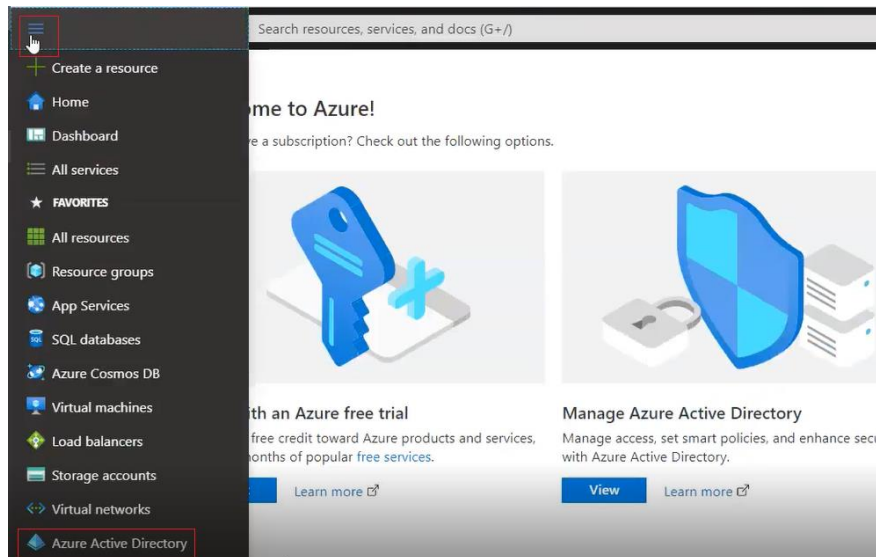 Search resources, services, and docs (G+/)
Create a resource
Home
Dashboard
All services
FAVORITES
All resources
Resource groups
App Services
SQL databases
SQL
Azure Cosmos DB
Virtual machines
Load balancers
Storage accounts
Virtual networks
Azure Active Directory
me to Azure!
e a subscription? Check out the following options.
ith an Azure free trial
free credit toward Azure products and services,
onths of popular free services.
Learn more
Manage Azure Active Directory
Manage access, set smart policies, and enhance secu
with Azure Active Directory.
View Learn more